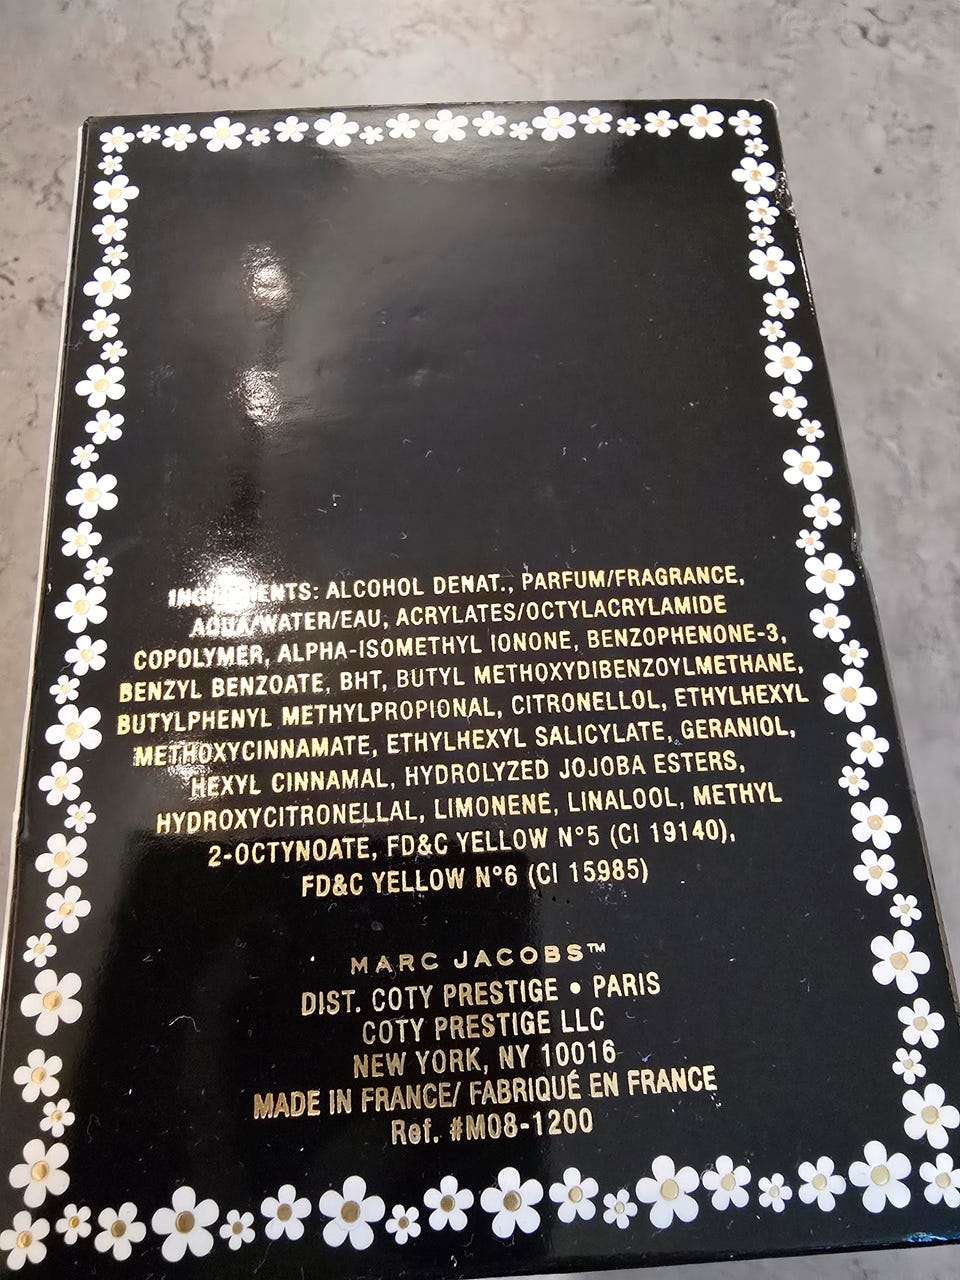 INGREDIENTS: ALCOHOL DENAT., PARFUM/FRAGRANCE,
AQUA/WATER/EAU, ACRYLATES/OCTYLACRYLAMIDE
COPOLYMER, ALPHA-ISOMETHYL IONONE, BENZOPHENONE-3,
BENZYL BENZOATE, BHT, BUTYL METHOXYDIBENZOYLMETHANE,
BUTYLPHENYL METHYLPROPIONAL, CITRONELLOL, ETHYLHEXYL
METHOXYCINNAMATE, ETHYLHEXYL SALICYLATE, GERANIOL,
HEXYL CINNAMAL, HYDROLYZED JOJOBA ESTERS,
HYDROXYCITRONELLAL, LIMONENE, LINALOOL, METHYL
2-OCTYNOATE, FD&C YELLOW N°5 (CI 19140),
FD&C YELLOW N°6 (CI 15985)
MARC JACOBS™
DIST. COTY PRESTIGE • PARIS
COTY PRESTIGE LLC
NEW YORK, NY 10016
MADE IN FRANCE/ FABRIQUÉ EN FRANCE
Ref. #M08-1200